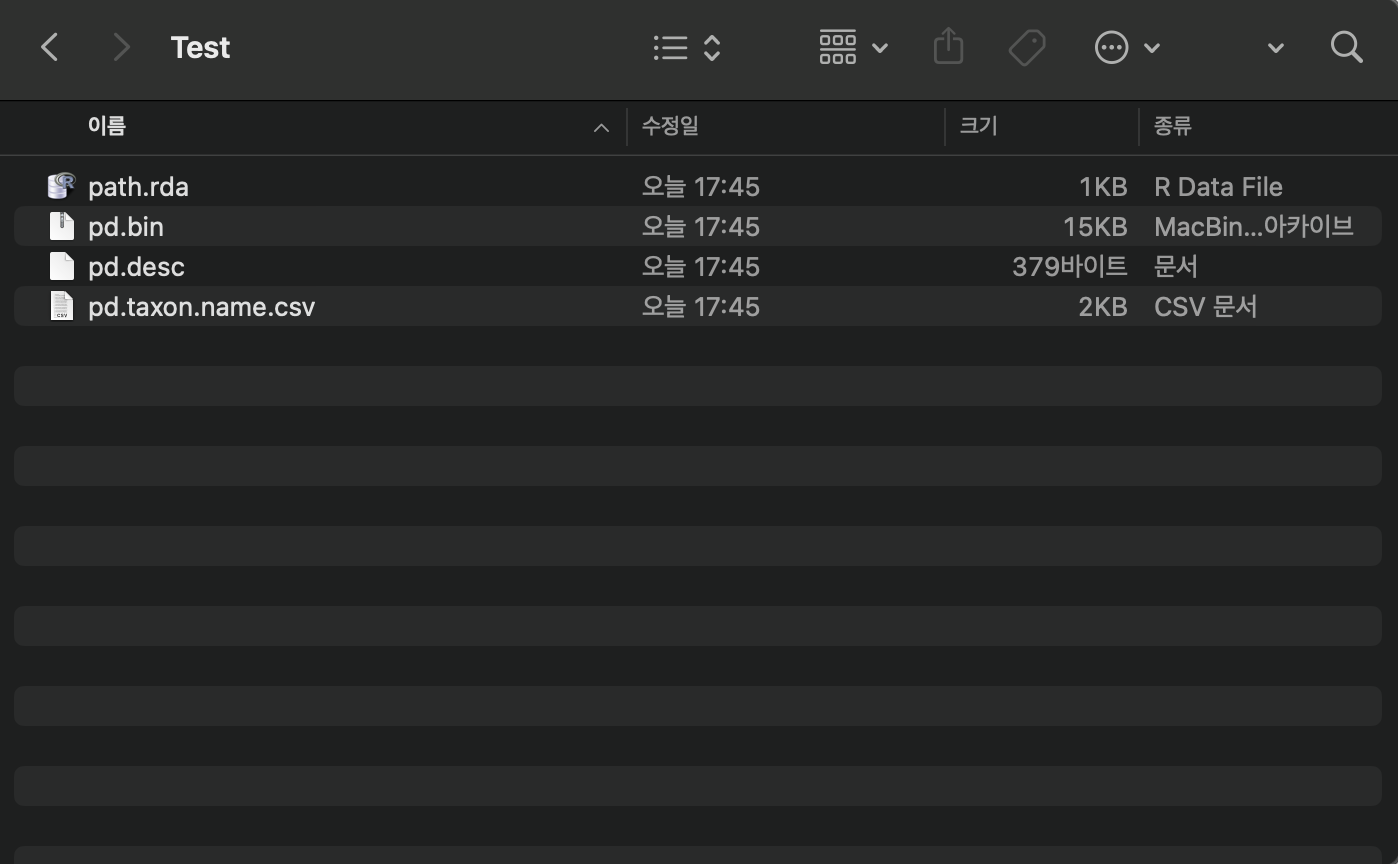 Test
이름 수정일 크기 종류
path.rda 오늘 17:45 1KB R Data File
pd.bin 오늘 17:45 15KB MacBin...아카이브
pd.desc 오늘 17:45 379바이트 문서
pd.taxon.name.csv 오늘 17:45 2KB CSV 문서